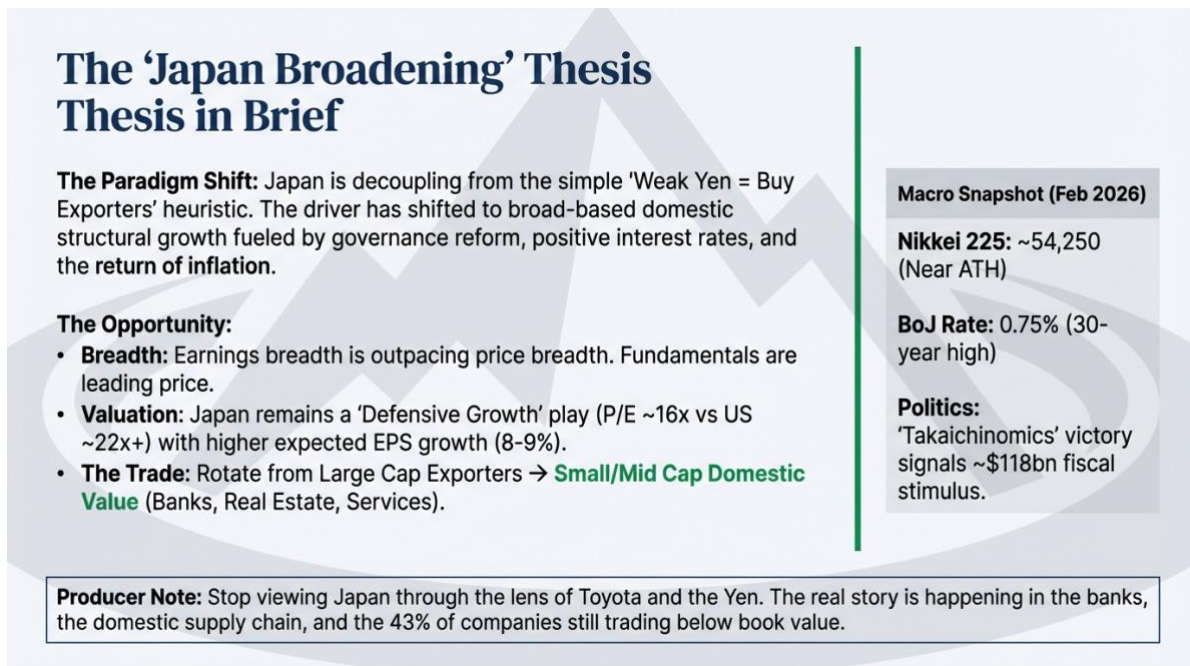 The ‘Japan Broadening’ Thesis
Thesis in Brief
The Paradigm Shift: Japan is decoupling from the simple 'Weak Yen = Buy
Exporters’ heuristic. The driver has shifted to broad-based domestic
structural growth fueled by governance reform, positive interest rates, and
the return of inflation.
The Opportunity:
• Breadth: Earnings breadth is outpacing price breadth. Fundamentals are
leading price.
• Valuation: Japan remains a ‘Defensive Growth’ play (P/E ~16x vs US
~22x+) with higher expected EPS growth (8-9%).
• The Trade: Rotate from Large Cap Exporters → Small/Mid Cap Domestic
Value (Banks, Real Estate, Services).
Macro Snapshot (Feb 2026)
Nikkei 225: ~54,250
(Near ATH)
BoJ Rate: 0.75% (30-
year high)
Politics:
‘Takaichinomics’ victory
signals ~$118bn fiscal
stimulus.
Producer Note: Stop viewing Japan through the lens of Toyota and the Yen. The real story is happening in the banks,
the domestic supply chain, and the 43% of companies still trading below book value.